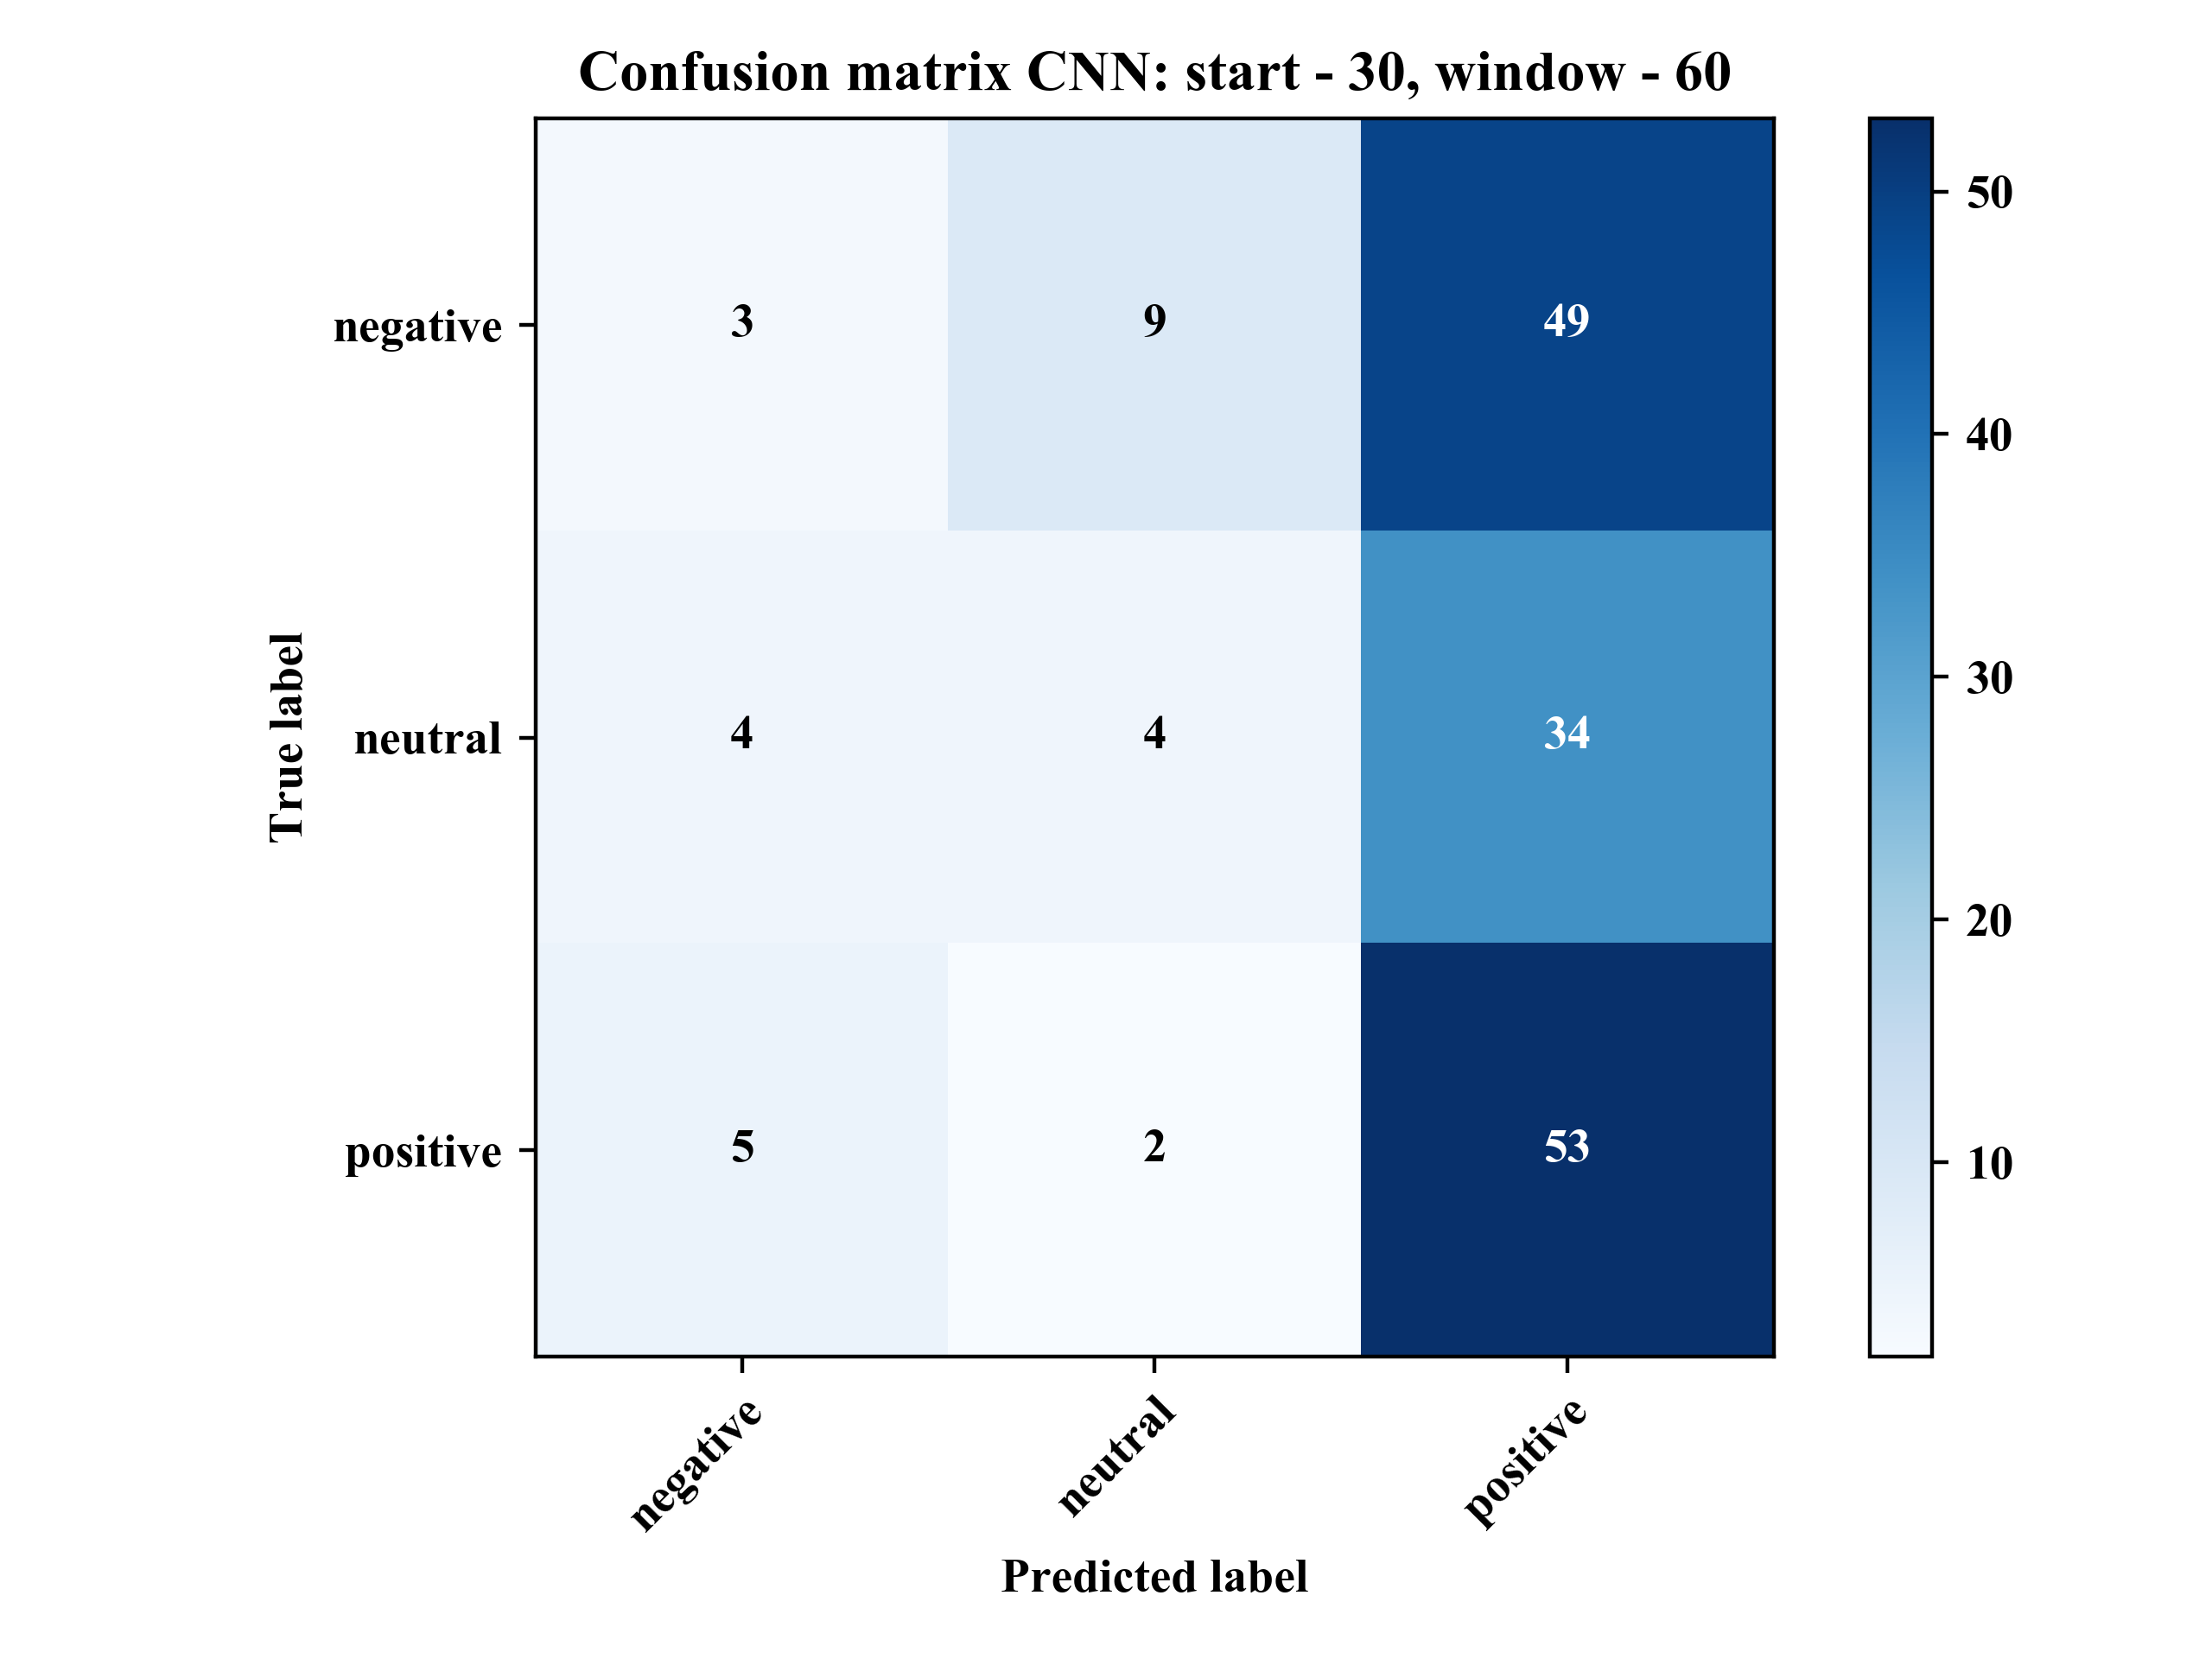 Confusion matrix CNN: start - 30, window - 60
True label
negative
3 9 49
neutral
4 4 34
positive
5 2 53
negative neutral positive
Predicted label
50
40
30
20
10